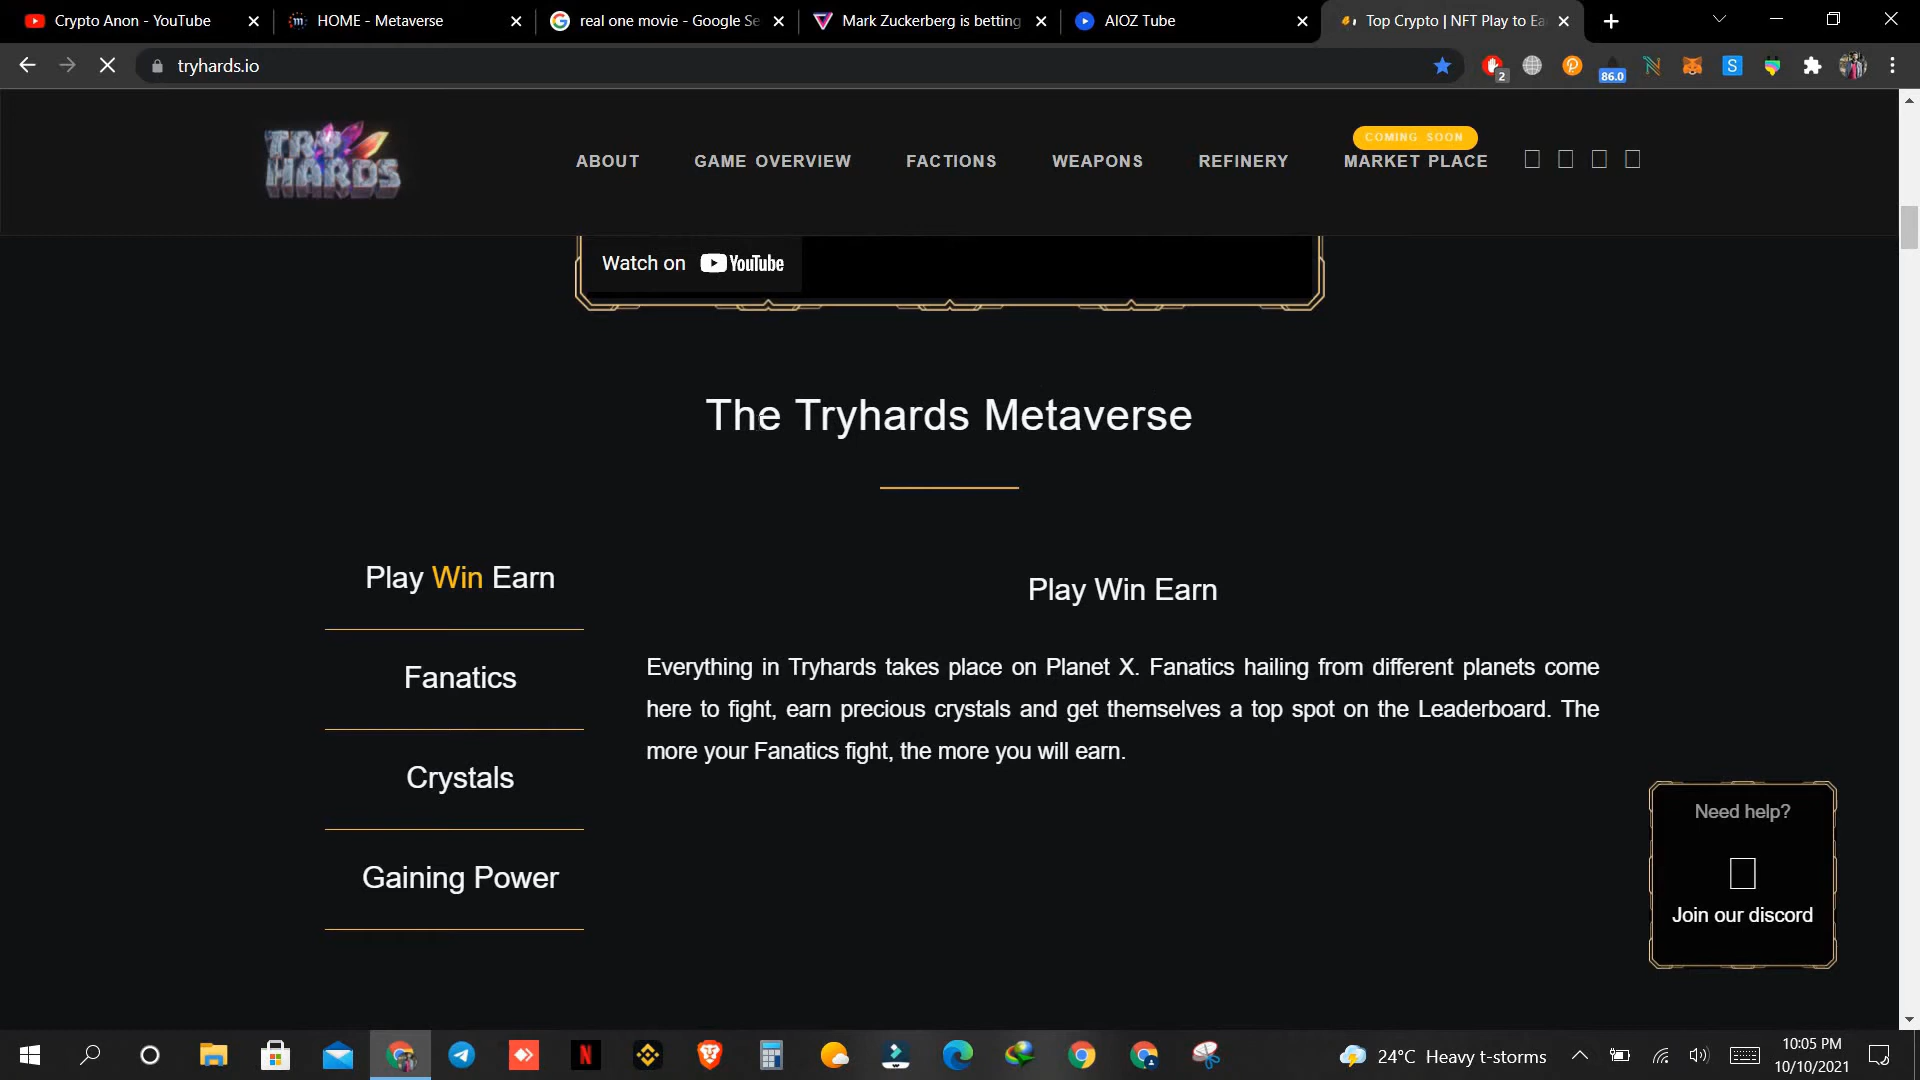 Crypto Anon - YouTube
HOME - Metaverse
real one movie - Google Se
Mark Zuckerberg is betting
AIOZ Tube
Top Crypto | NFT Play to Ea
tryhards.io
2
86.0
S
TRY HARDS
ABOUT
GAME OVERVIEW
FACTIONS
WEAPONS
REFINERY
COMING SOON
MARKET PLACE
Watch on YouTube
The Tryhards Metaverse
Play Win Earn
Fanatics
Crystals
Gaining Power
Play Win Earn
Everything in Tryhards takes place on Planet X. Fanatics hailing from different planets come
here to fight, earn precious crystals and get themselves a top spot on the Leaderboard. The
more your Fanatics fight, the more you will earn.
Need help?
Join our discord
24°C Heavy t-storms
10:05 PM
10/10/2021